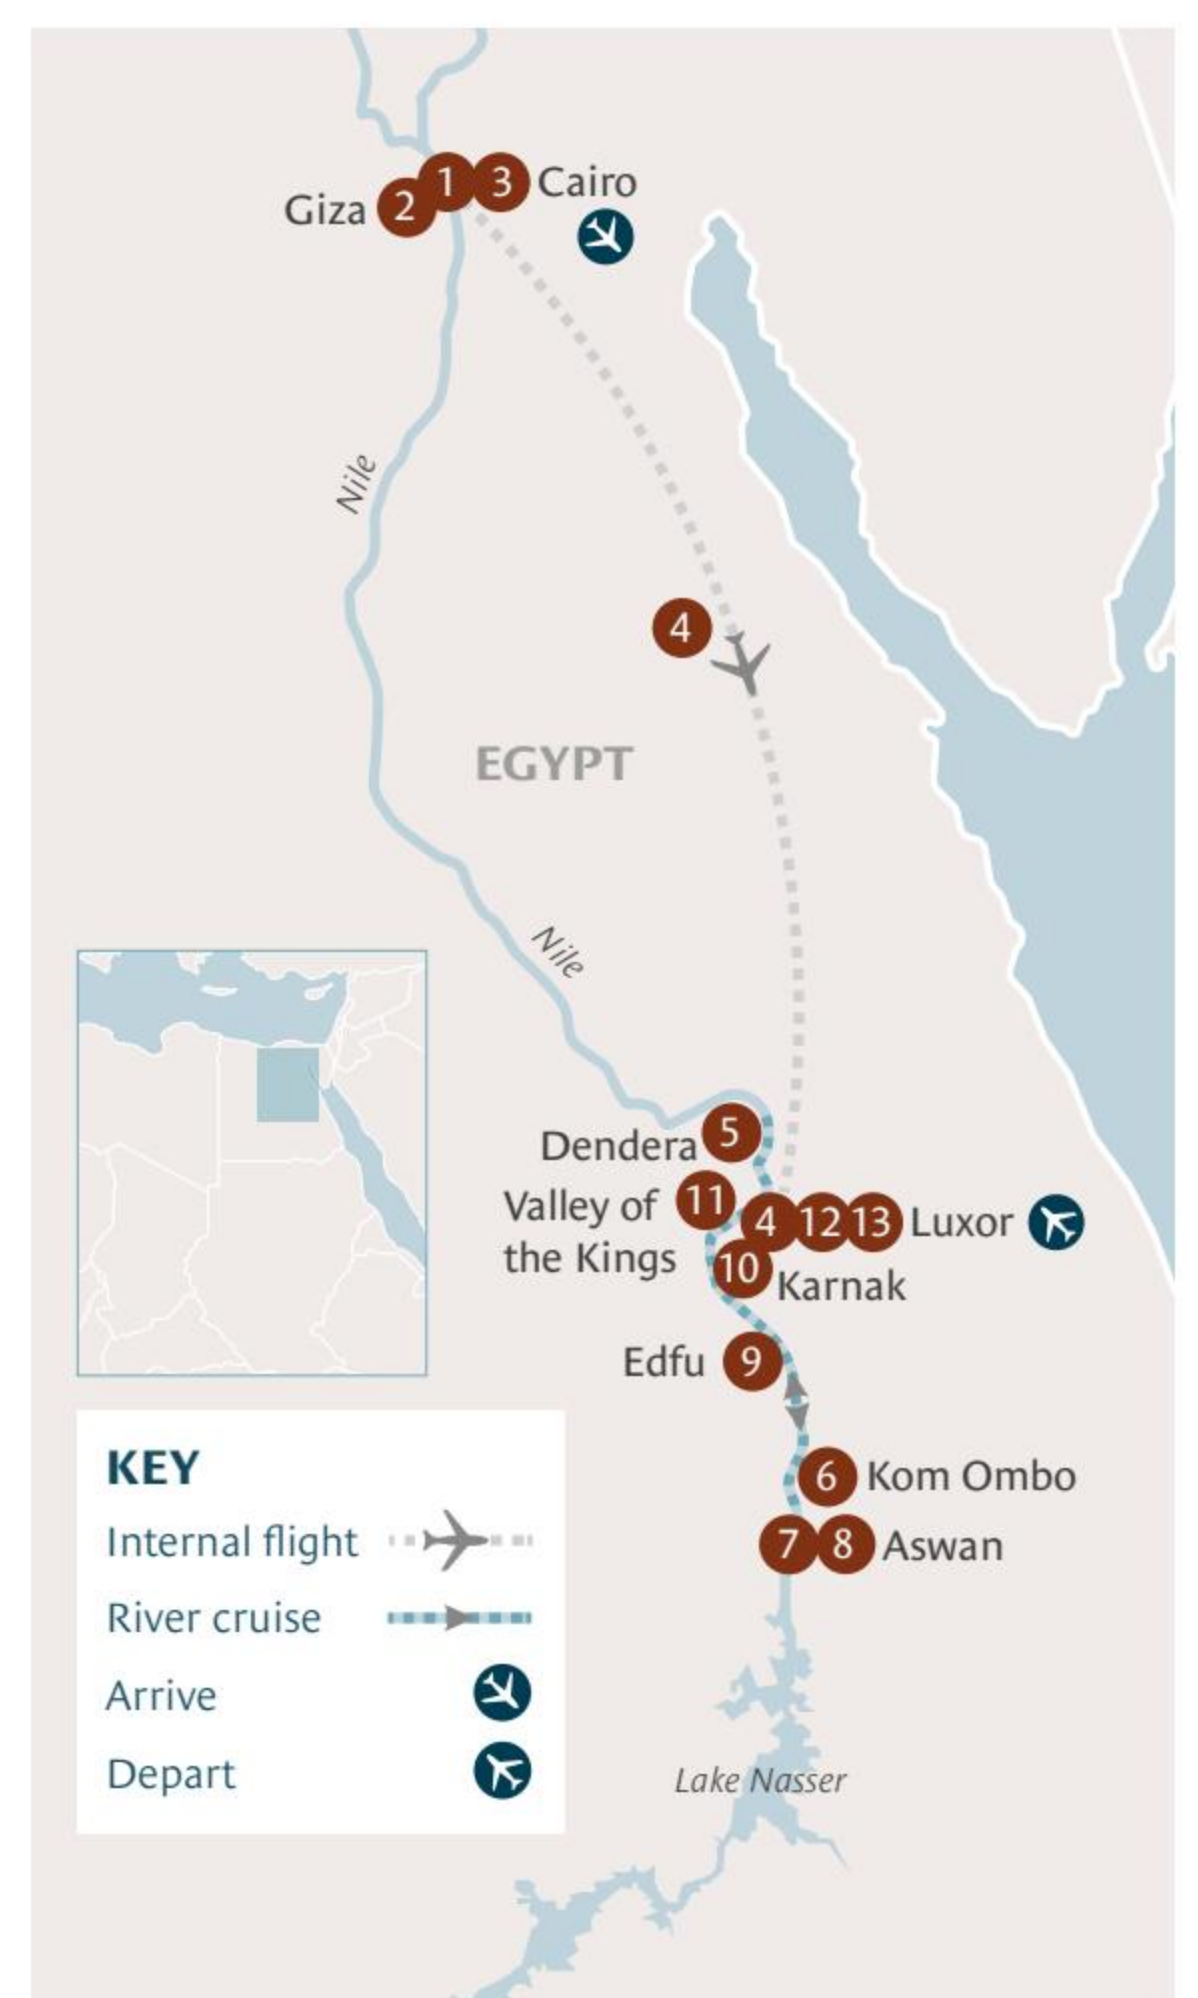 1 3 Cairo
Giza 2
Nile
4
EGYPT
Nile
Dendera 5
Valley of
the Kings
11
4 12 13 Luxor
10 Karnak
Edfu 9
6 Kom Ombo
7 8 Aswan
KEY
Internal flight
River cruise
Arrive
Depart
Lake Nasser